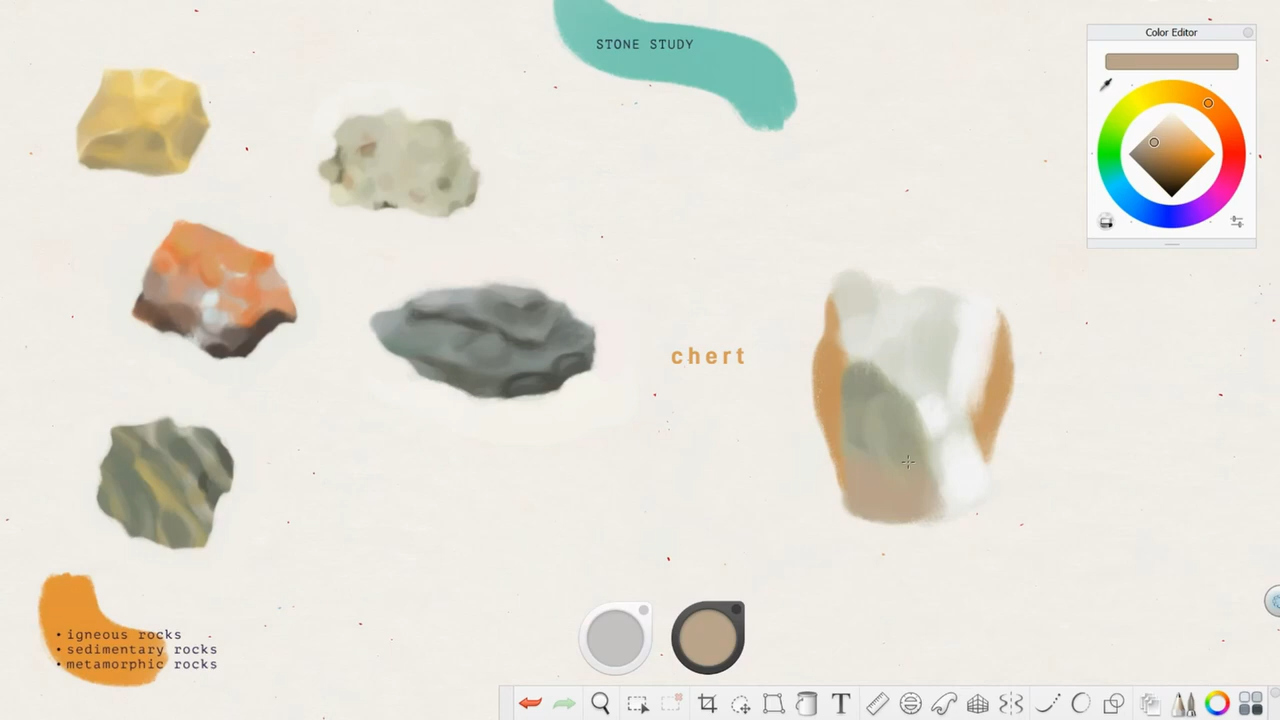 STONE STUDY
Color Editor
chert
• igneous rocks
• sedimentary rocks
• metamorphic rocks
T